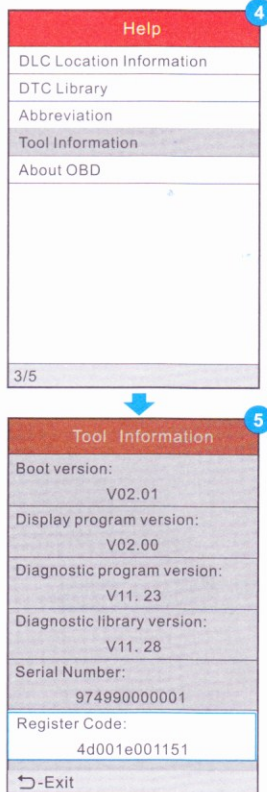 4
Help
DLC Location Information
DTC Library
Abbreviation
Tool Information
About OBD
3/5
5
Tool Information
Boot version:
V02.01
Display program version:
V02.00
Diagnostic program version:
V11. 23
Diagnostic library version:
V11. 28
Serial Number:
974990000001
Register Code:
4d001e001151
-Exit